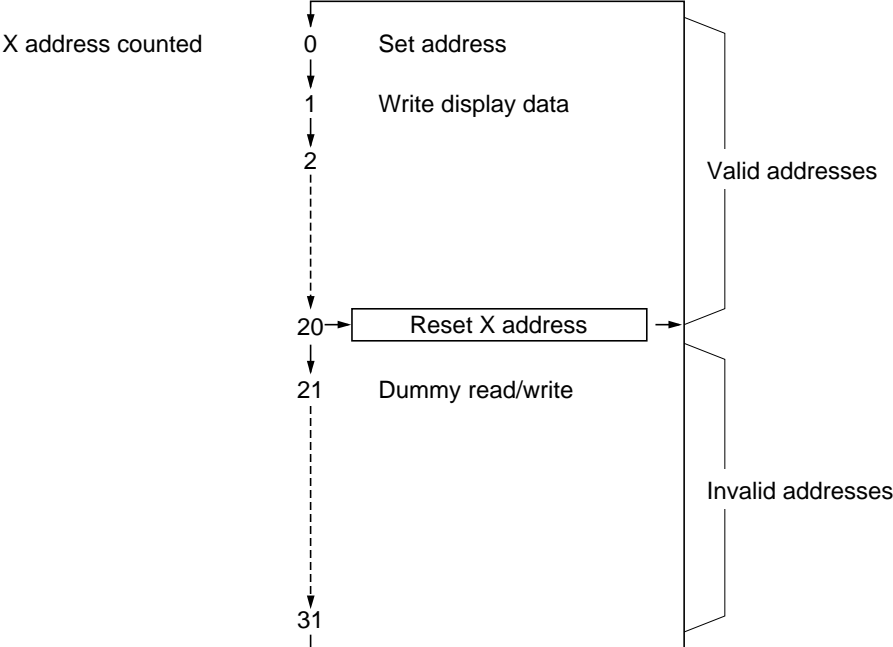 X address counted 0 Set address
1 Write display data
2
Valid addresses
20 Reset X address
21 Dummy read/write
Invalid addresses
31